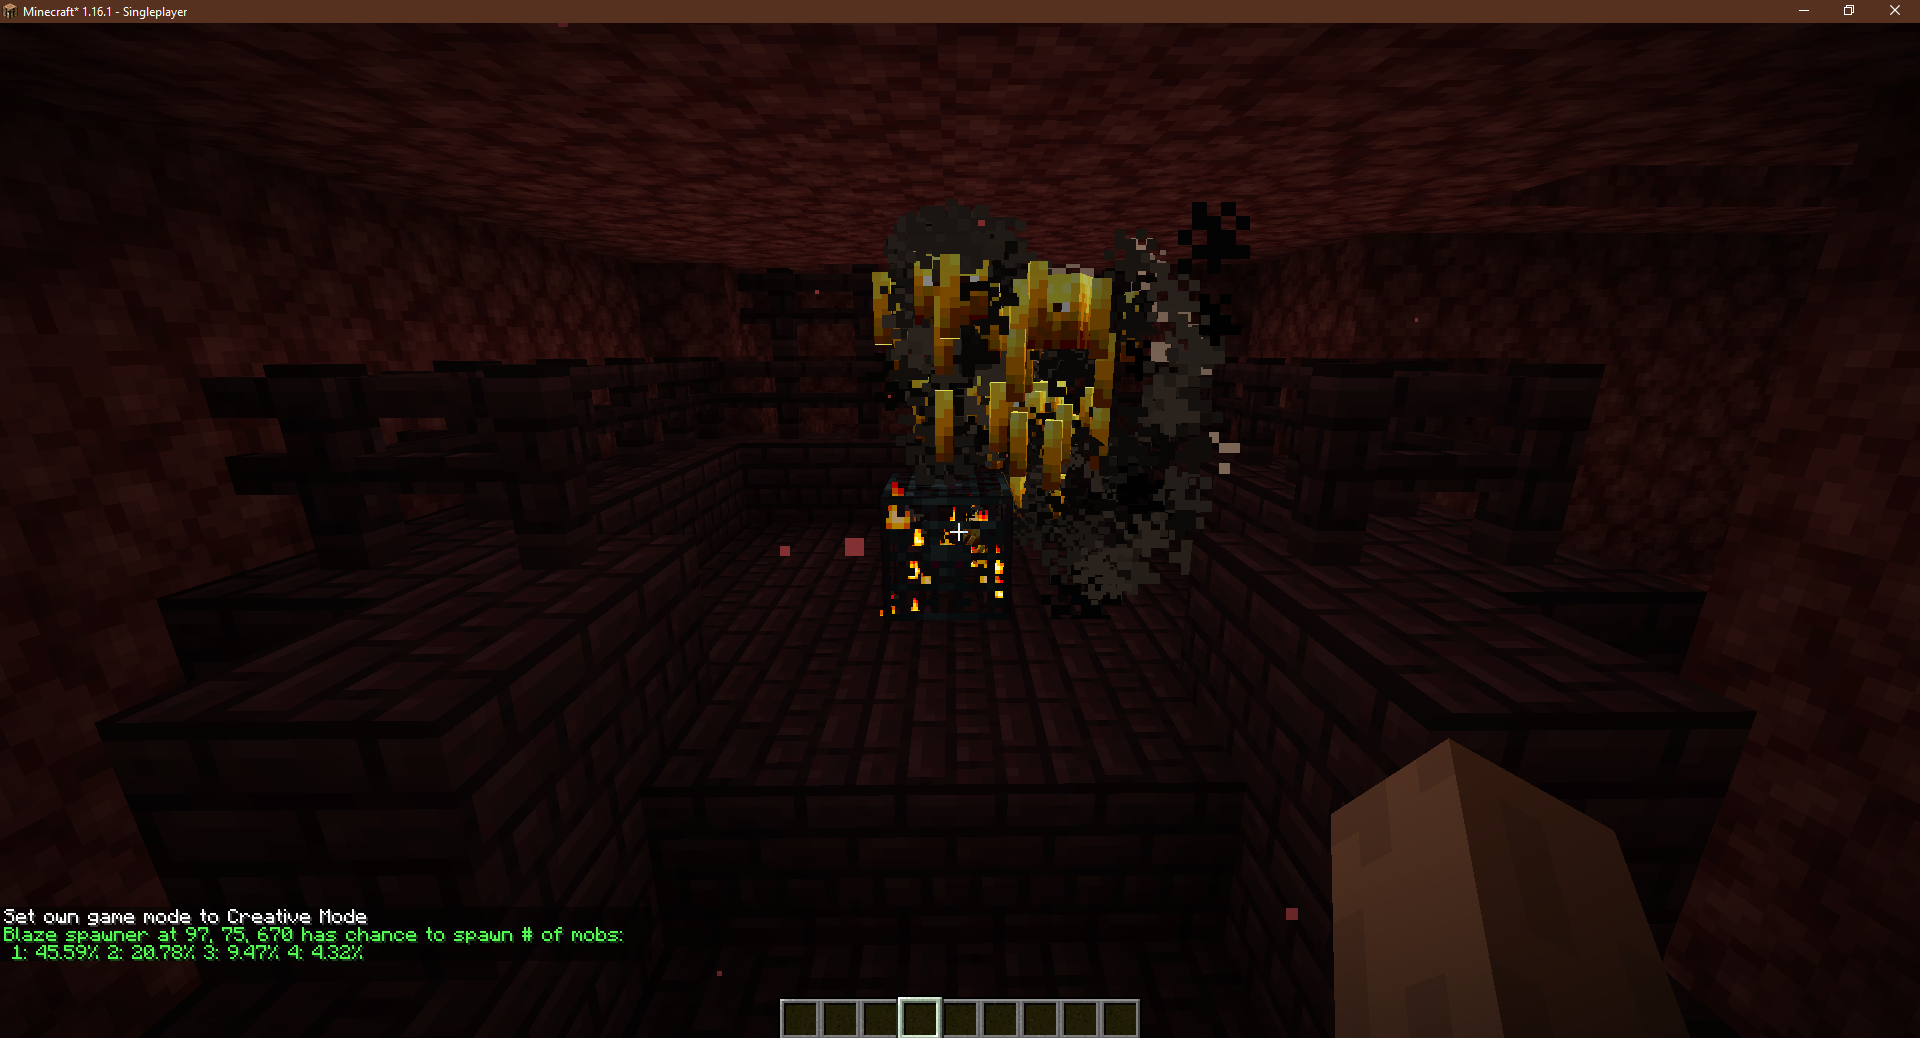 Minecraft* 1.16.1 - Singleplayer
Set own game mode to Creative Mode
Blaze spawner at 97, 75, 670 has chance to spawn # of mobs:
1: 45.59% 2: 20.78% 3: 9.47% 4: 4.32%